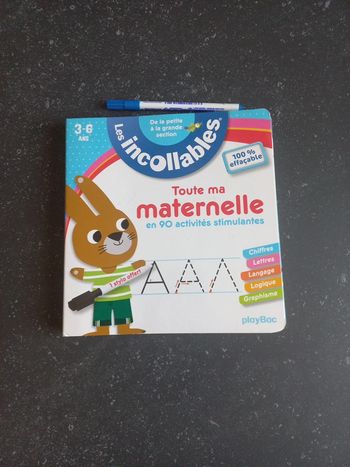 3-6
ANS
Les
incollables
De la petite
à la grande
section
100 %
effaçable
Toute ma
maternelle
en 90 activités stimulantes
1 stylo offert
A A A
Chiffres
Lettres
Langage
Logique
Graphisme
playBac